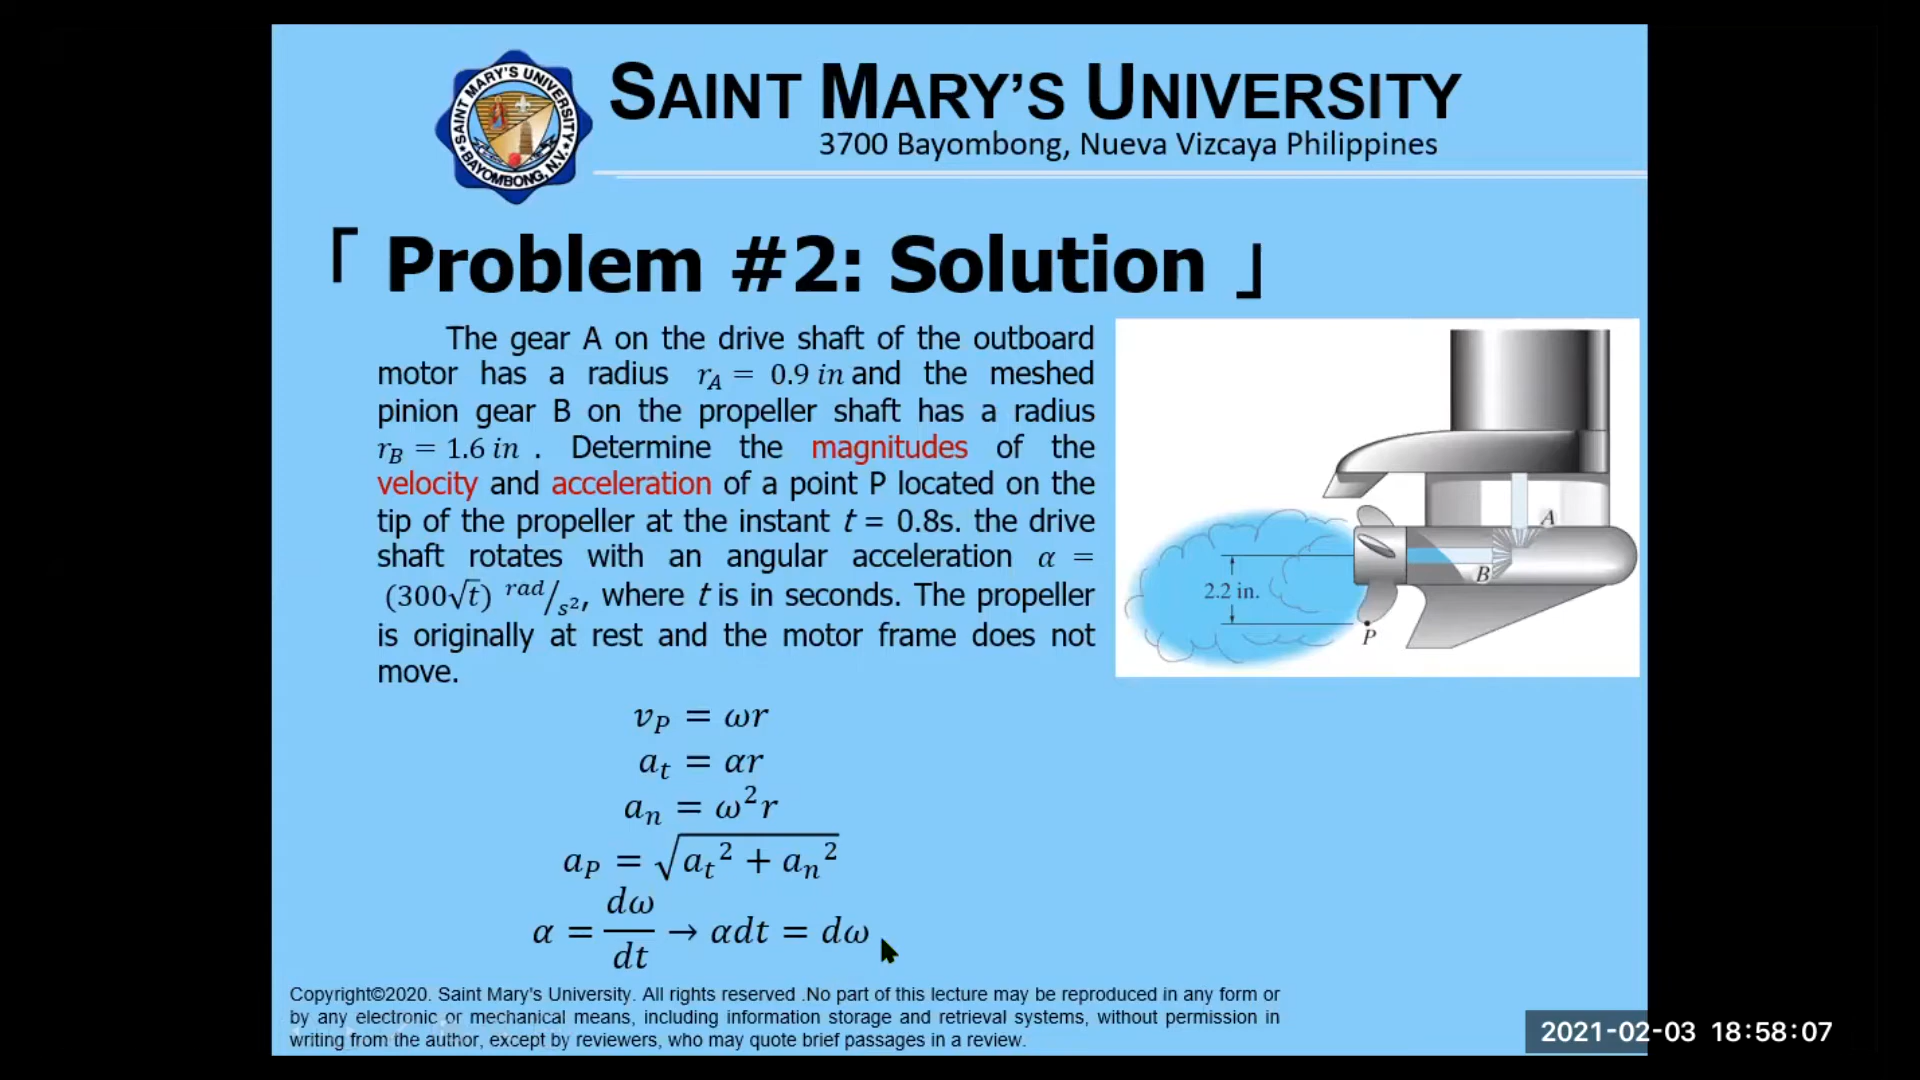 SAINT MARY'S UNIVERSITY
BAYOMBONG, N.V.
SAINT MARY'S UNIVERSITY
3700 Bayombong, Nueva Vizcaya Philippines
「 Problem #2: Solution 」
The gear A on the drive shaft of the outboard
motor has a radius r_A = 0.9 in and the meshed
pinion gear B on the propeller shaft has a radius
r_B = 1.6 in . Determine the magnitudes of the
velocity and acceleration of a point P located on the
tip of the propeller at the instant t = 0.8s. the drive
shaft rotates with an angular acceleration α =
(300√t) rad/s², where t is in seconds. The propeller
is originally at rest and the motor frame does not
move.
A
B
2.2 in.
P
v_P = ωr
a_t = αr
a_n = ω²r
a_P = √(a_t² + a_n²)
α = dω/dt → αdt = dω
Copyright©2020. Saint Mary's University. All rights reserved .No part of this lecture may be reproduced in any form or
by any electronic or mechanical means, including information storage and retrieval systems, without permission in
writing from the author, except by reviewers, who may quote brief passages in a review.
2021-02-03 18:58:07